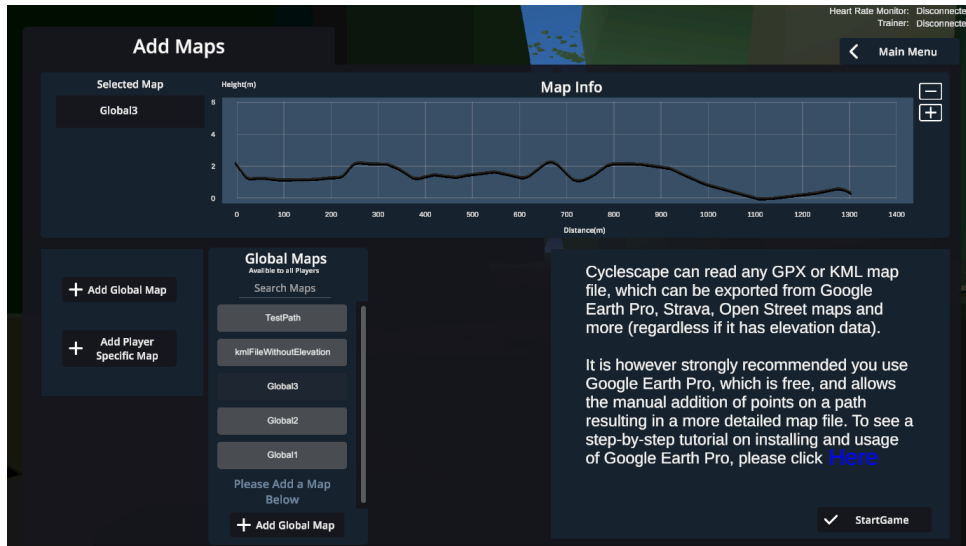 Heart Rate Monitor: Disconnecte
Trainer: Disconnecte
Add Maps
Main Menu
Selected Map
Global3
Height(m)
Map Info
6
4
2
0
0 100 200 300 400 500 600 700 800 900 1000 1100 1200 1300 1400
Distance(m)
Add Global Map
Add Player
Specific Map
Global Maps
Availble to all Players
Search Maps
TestPath
kmlFileWithoutElevation
Global3
Global2
Global1
Please Add a Map
Below
Add Global Map
Cyclescape can read any GPX or KML map
file, which can be exported from Google
Earth Pro, Strava, Open Street maps and
more (regardless if it has elevation data).
It is however strongly recommended you use
Google Earth Pro, which is free, and allows
the manual addition of points on a path
resulting in a more detailed map file. To see a
step-by-step tutorial on installing and usage
of Google Earth Pro, please click Here
StartGame